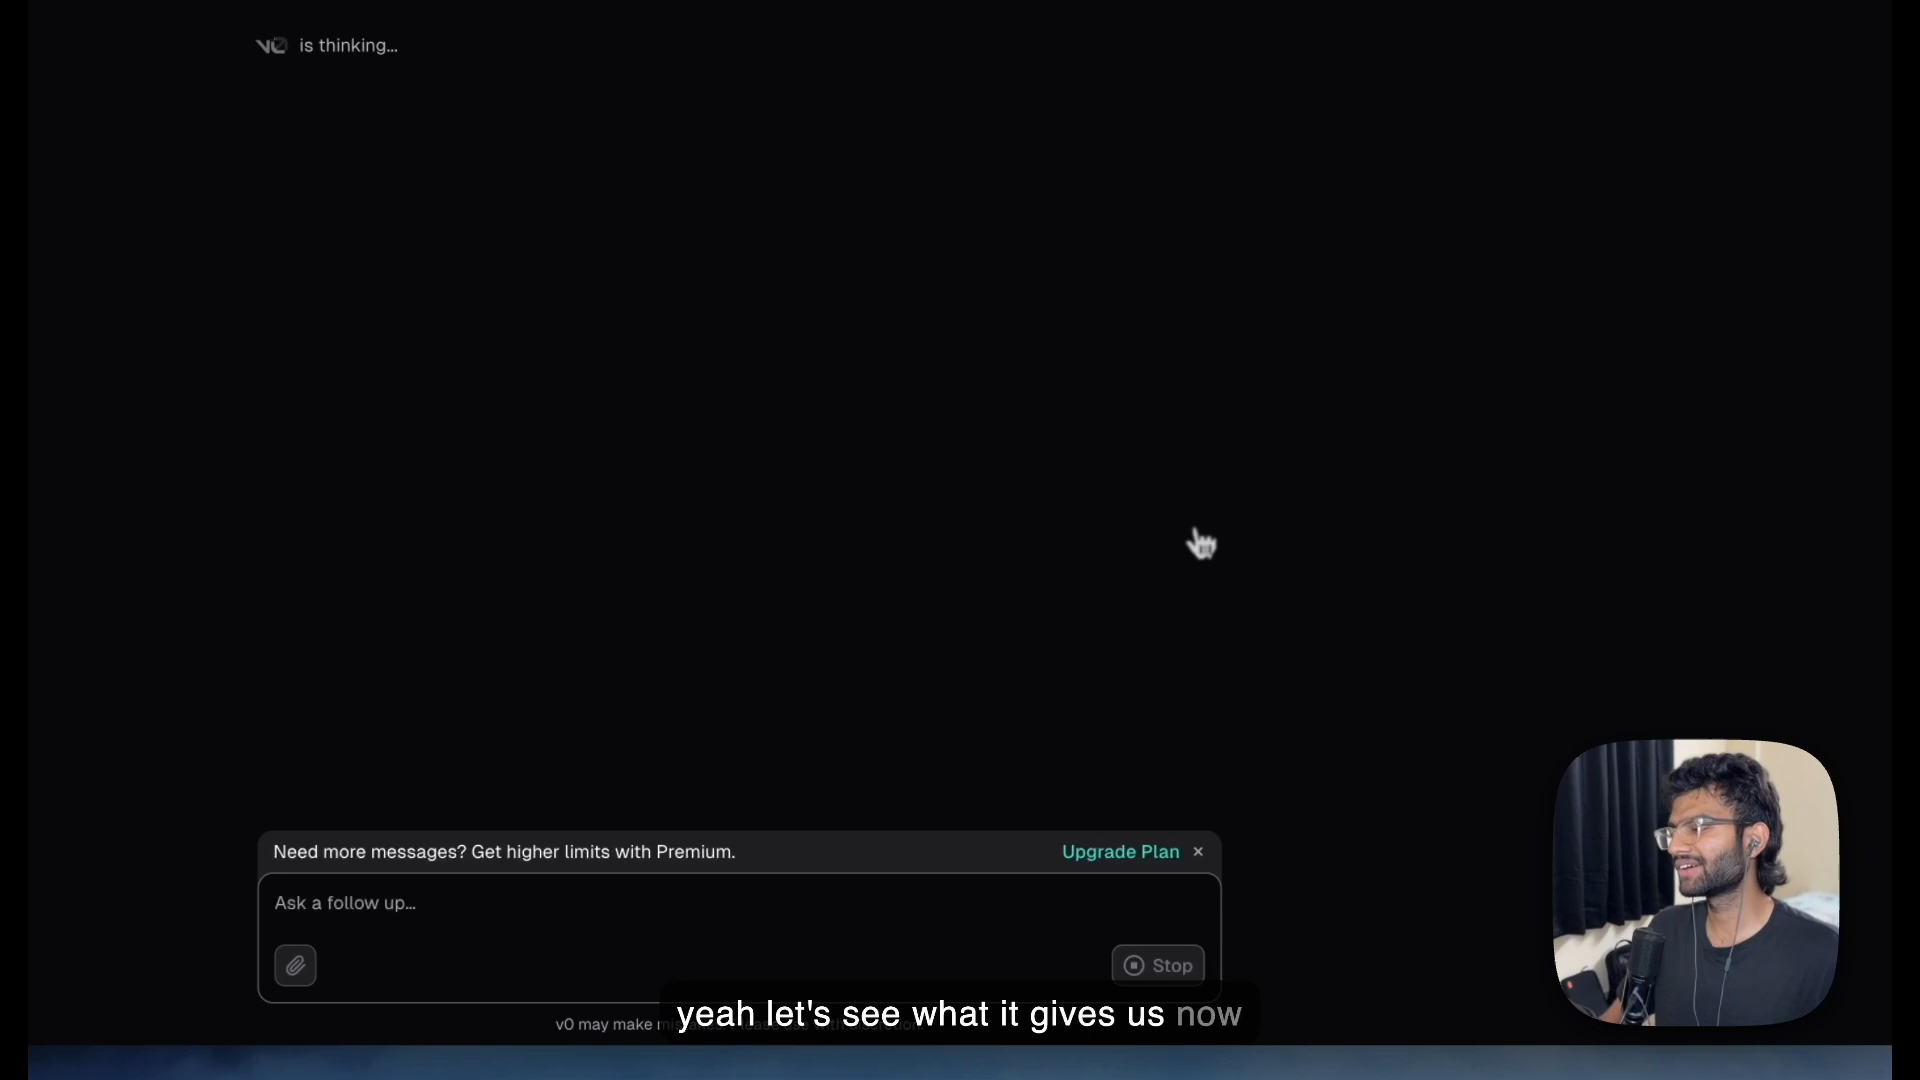 v0 is thinking...
Need more messages? Get higher limits with Premium.
Upgrade Plan ×
Ask a follow up...
Stop
v0 may make
yeah let's see what it gives us now